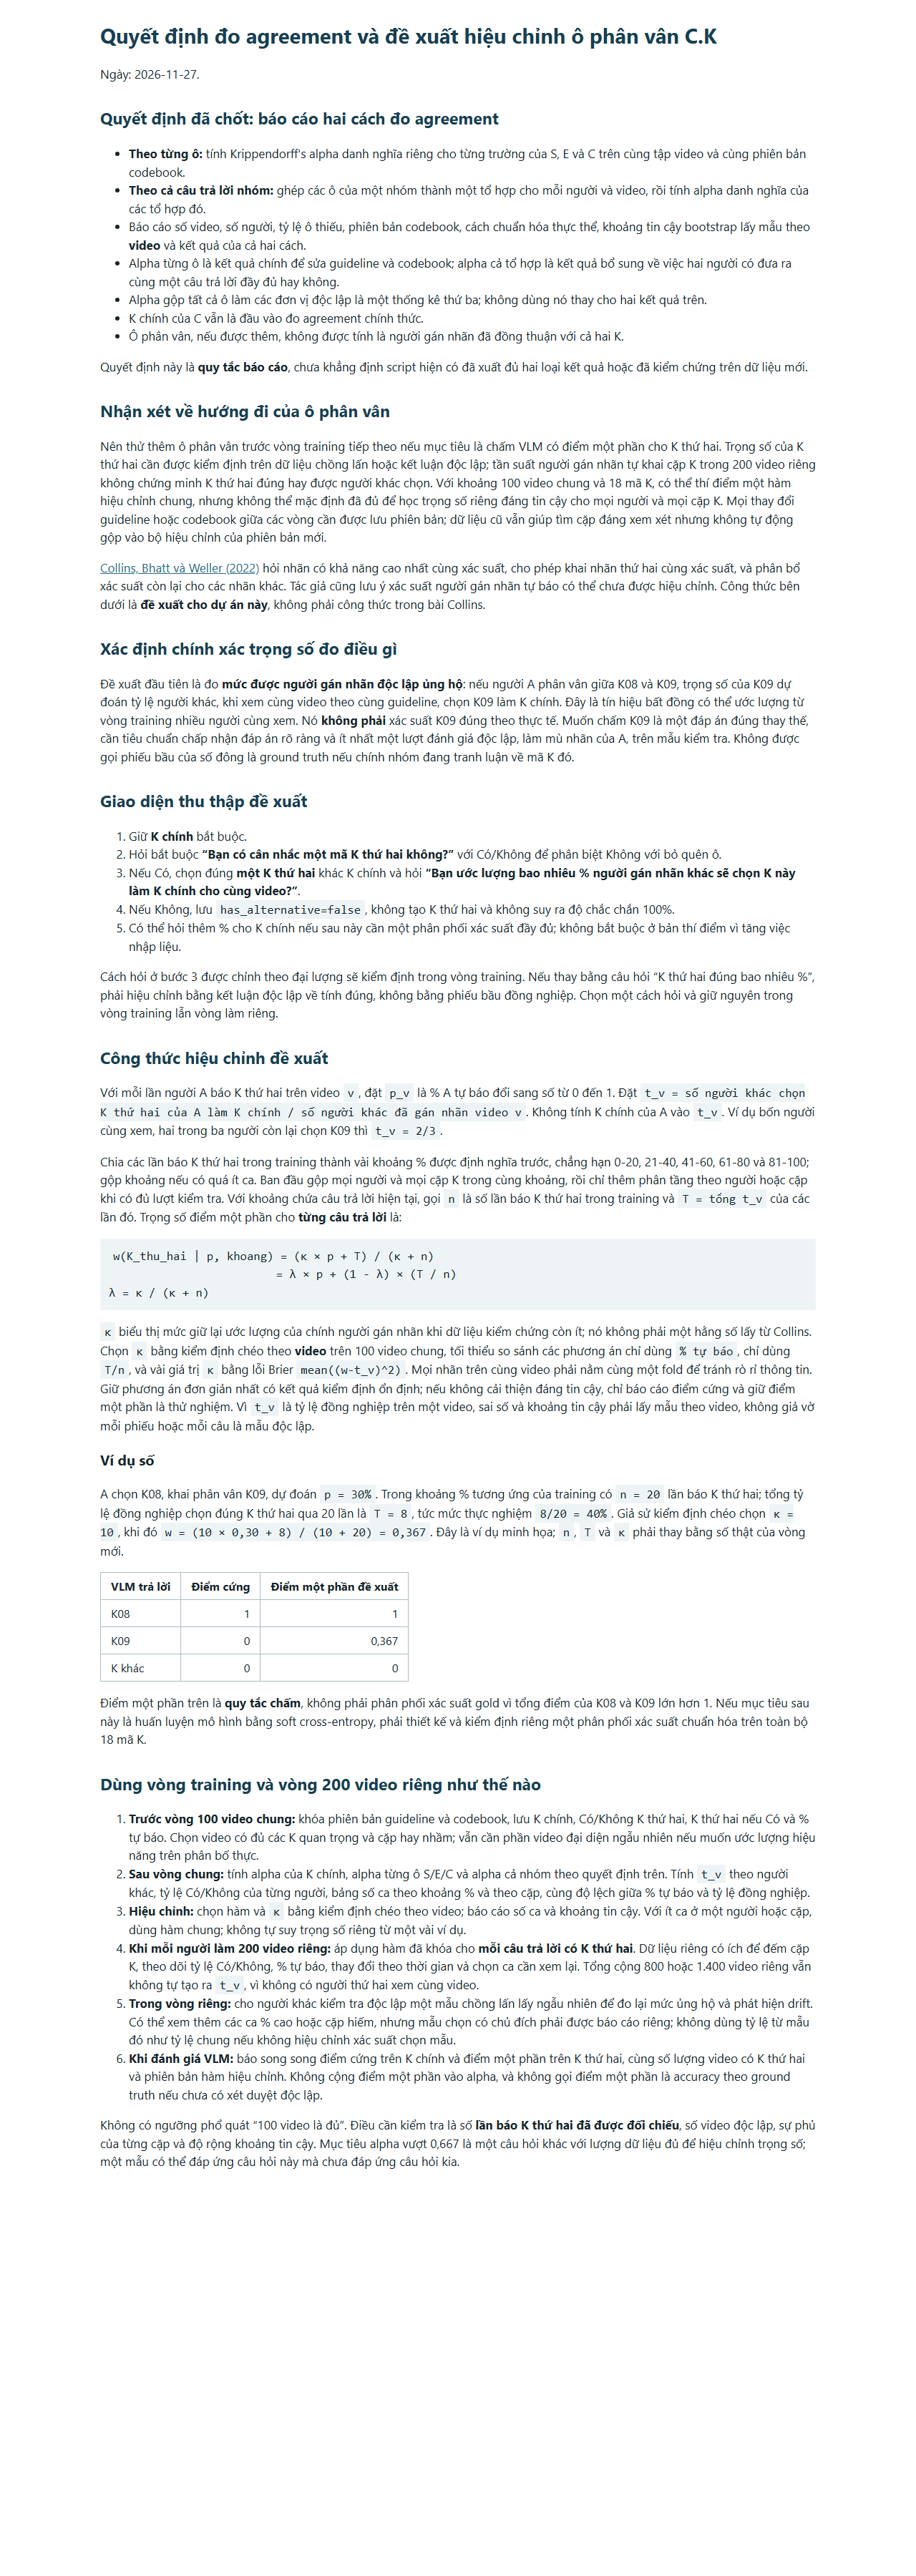 Quyết định đo agreement và đề xuất hiệu chỉnh ô phân vân C.K
Ngày: 2026-11-27.
Quyết định đã chốt: báo cáo hai cách đo agreement
• Theo từng ô: tính Krippendorff's alpha danh nghĩa riêng cho từng trường của S, E và C trên cùng tập video và cùng phiên bản
codebook.
• Theo cả câu trả lời nhóm: ghép các ô của một nhóm thành một tổ hợp cho mỗi người và video, rồi tính alpha danh nghĩa của
các tổ hợp đó.
• Báo cáo số video, số người, tỷ lệ ô thiếu, phiên bản codebook, cách chuẩn hóa thực thể, khoảng tin cậy bootstrap lấy mẫu theo
video và kết quả của cả hai cách.
• Alpha từng ô là kết quả chính để sửa guideline và codebook; alpha cả tổ hợp là kết quả bổ sung về việc hai người có đưa ra
cùng một câu trả lời đầy đủ hay không.
• Alpha gộp tất cả ô làm các đơn vị độc lập là một thống kê thứ ba; không dùng nó thay cho hai kết quả trên.
• K chính của C vẫn là đầu vào đo agreement chính thức.
• Ô phân vân, nếu được thêm, không được tính là người gán nhãn đã đồng thuận với cả hai K.
Quyết định này là quy tắc báo cáo, chưa khẳng định script hiện có đã xuất đủ hai loại kết quả hoặc đã kiểm chứng trên dữ liệu mới.
Nhận xét về hướng đi của ô phân vân
Nên thử thêm ô phân vân trước vòng training tiếp theo nếu mục tiêu là chấm VLM có điểm một phần cho K thứ hai. Trọng số của K
thứ hai cần được kiểm định trên dữ liệu chồng lấn hoặc kết luận độc lập; tần suất người gán nhãn tự khai cặp K trong 200 video riêng
không chứng minh K thứ hai đúng hay được người khác chọn. Với khoảng 100 video chung và 18 mã K, có thể thí điểm một hàm
hiệu chỉnh chung, nhưng không thể mặc định đã đủ để học trọng số riêng đáng tin cậy cho mọi người và mọi cặp K. Mọi thay đổi
guideline hoặc codebook giữa các vòng cần được lưu phiên bản; dữ liệu cũ vẫn giúp tìm cặp đáng xem xét nhưng không tự động
gộp vào bộ hiệu chỉnh của phiên bản mới.
Collins, Bhatt và Weller (2022) hỏi nhãn có khả năng cao nhất cùng xác suất, cho phép khai nhãn thứ hai cùng xác suất, và phân bổ
xác suất còn lại cho các nhãn khác. Tác giả cũng lưu ý xác suất người gán nhãn tự báo có thể chưa được hiệu chỉnh. Công thức bên
dưới là đề xuất cho dự án này, không phải công thức trong bài Collins.
Xác định chính xác trọng số đo điều gì
Đề xuất đầu tiên là đo mức được người gán nhãn độc lập ủng hộ: nếu người A phân vân giữa K08 và K09, trọng số của K09 dự
đoán tỷ lệ người khác, khi xem cùng video theo cùng guideline, chọn K09 làm K chính. Đây là tín hiệu bất đồng có thể ước lượng từ
vòng training nhiều người cùng xem. Nó không phải xác suất K09 đúng theo thực tế. Muốn chấm K09 là một đáp án đúng thay thế,
cần tiêu chuẩn chấp nhận đáp án rõ ràng và ít nhất một lượt đánh giá độc lập, làm mù nhãn của A, trên mẫu kiểm tra. Không được
gọi phiếu bầu của số đông là ground truth nếu chính nhóm đang tranh luận về mã K đó.
Giao diện thu thập đề xuất
1. Giữ K chính bắt buộc.
2. Hỏi bắt buộc “Bạn có cân nhắc một mã K thứ hai không?” với Có/Không để phân biệt Không với bỏ quên ô.
3. Nếu Có, chọn đúng một K thứ hai khác K chính và hỏi “Bạn ước lượng bao nhiêu % người gán nhãn khác sẽ chọn K này
làm K chính cho cùng video?”.
4. Nếu Không, lưu has_alternative=false, không tạo K thứ hai và không suy ra độ chắc chắn 100%.
5. Có thể hỏi thêm % cho K chính nếu sau này cần một phân phối xác suất đầy đủ; không bắt buộc ở bản thí điểm vì tăng việc
nhập liệu.
Cách hỏi ở bước 3 được chỉnh theo đại lượng sẽ kiểm định trong vòng training. Nếu thay bằng câu hỏi “K thứ hai đúng bao nhiêu %”,
phải hiệu chỉnh bằng kết luận độc lập về tính đúng, không bằng phiếu bầu đồng nghiệp. Chọn một cách hỏi và giữ nguyên trong
vòng training lẫn vòng làm riêng.
Công thức hiệu chỉnh đề xuất
Với mỗi lần người A báo K thứ hai trên video v, đặt p_v là % A tự báo đổi sang số từ 0 đến 1. Đặt t_v = số người khác chọn
K thứ hai của A làm K chính / số người khác đã gán nhãn video v. Không tính K chính của A vào t_v. Ví dụ bốn người
cùng xem, hai trong ba người còn lại chọn K09 thì t_v = 2/3.
Chia các lần báo K thứ hai trong training thành vài khoảng % được định nghĩa trước, chẳng hạn 0-20, 21-40, 41-60, 61-80 và 81-100;
gộp khoảng nếu có quá ít ca. Ban đầu gộp mọi người và mọi cặp K trong cùng khoảng, rồi chỉ thêm phân tầng theo người hoặc cặp
khi có đủ lượt kiểm tra. Với khoảng chứa câu trả lời hiện tại, gọi n là số lần báo K thứ hai trong training và T = tổng t_v của các
lần đó. Trọng số điểm một phần cho từng câu trả lời là:
w(K_thu_hai | p, khoang) = (κ × p + T) / (κ + n)
= λ × p + (1 - λ) × (T / n)
λ = κ / (κ + n)
κ biểu thị mức giữ lại ước lượng của chính người gán nhãn khi dữ liệu kiểm chứng còn ít; nó không phải một hằng số lấy từ Collins.
Chọn κ bằng kiểm định chéo theo video trên 100 video chung, tối thiểu so sánh các phương án chỉ dùng % tự báo, chỉ dùng
T/n, và vài giá trị κ bằng lỗi Brier mean((w-t_v)^2). Mọi nhãn trên cùng video phải nằm cùng một fold để tránh rò rỉ thông tin.
Giữ phương án đơn giản nhất có kết quả kiểm định ổn định; nếu không cải thiện đáng tin cậy, chỉ báo cáo điểm cứng và giữ điểm
một phần là thử nghiệm. Vì t_v là tỷ lệ đồng nghiệp trên một video, sai số và khoảng tin cậy phải lấy mẫu theo video, không giả vờ
mỗi phiếu hoặc mỗi câu là mẫu độc lập.
Ví dụ số
A chọn K08, khai phân vân K09, dự đoán p = 30%. Trong khoảng % tương ứng của training có n = 20 lần báo K thứ hai; tổng tỷ
lệ đồng nghiệp chọn đúng K thứ hai qua 20 lần là T = 8, tức mức thực nghiệm 8/20 = 40%. Giả sử kiểm định chéo chọn κ =
10, khi đó w = (10 × 0,30 + 8) / (10 + 20) = 0,367. Đây là ví dụ minh họa; n, T và κ phải thay bằng số thật của vòng
mới.
VLM trả lời Điểm cứng Điểm một phần đề xuất
K08 1 1
K09 0 0,367
K khác 0 0
Điểm một phần trên là quy tắc chấm, không phải phân phối xác suất gold vì tổng điểm của K08 và K09 lớn hơn 1. Nếu mục tiêu sau
này là huấn luyện mô hình bằng soft cross-entropy, phải thiết kế và kiểm định riêng một phân phối xác suất chuẩn hóa trên toàn bộ
18 mã K.
Dùng vòng training và vòng 200 video riêng như thế nào
1. Trước vòng 100 video chung: khóa phiên bản guideline và codebook, lưu K chính, Có/Không K thứ hai, K thứ hai nếu Có và %
tự báo. Chọn video có đủ các K quan trọng và cặp hay nhầm; vẫn cần phần video đại diện ngẫu nhiên nếu muốn ước lượng hiệu
năng trên phân bố thực.
2. Sau vòng chung: tính alpha của K chính, alpha từng ô S/E/C và alpha cả nhóm theo quyết định trên. Tính t_v theo người
khác, tỷ lệ Có/Không của từng người, bảng số ca theo khoảng % và theo cặp, cùng độ lệch giữa % tự báo và tỷ lệ đồng nghiệp.
3. Hiệu chỉnh: chọn hàm và κ bằng kiểm định chéo theo video; báo cáo số ca và khoảng tin cậy. Với ít ca ở một người hoặc cặp,
dùng hàm chung; không tự suy trọng số riêng từ một vài ví dụ.
4. Khi mỗi người làm 200 video riêng: áp dụng hàm đã khóa cho mỗi câu trả lời có K thứ hai. Dữ liệu riêng có ích để đếm cặp
K, theo dõi tỷ lệ Có/Không, % tự báo, thay đổi theo thời gian và chọn ca cần xem lại. Tổng cộng 800 hoặc 1.400 video riêng vẫn
không tự tạo ra t_v, vì không có người thứ hai xem cùng video.
5. Trong vòng riêng: cho người khác kiểm tra độc lập một mẫu chồng lấn lấy ngẫu nhiên để đo lại mức ủng hộ và phát hiện drift.
Có thể xem thêm các ca % cao hoặc cặp hiếm, nhưng mẫu chọn có chủ đích phải được báo cáo riêng; không dùng tỷ lệ từ mẫu
đó như tỷ lệ chung nếu không hiệu chỉnh xác suất chọn mẫu.
6. Khi đánh giá VLM: báo song song điểm cứng trên K chính và điểm một phần trên K thứ hai, cùng số lượng video có K thứ hai
và phiên bản hàm hiệu chỉnh. Không cộng điểm một phần vào alpha, và không gọi điểm một phần là accuracy theo ground
truth nếu chưa có xét duyệt độc lập.
Không có ngưỡng phổ quát “100 video là đủ”. Điều cần kiểm tra là số lần báo K thứ hai đã được đối chiếu, số video độc lập, sự phủ
của từng cặp và độ rộng khoảng tin cậy. Mục tiêu alpha vượt 0,667 là một câu hỏi khác với lượng dữ liệu đủ để hiệu chỉnh trọng số;
một mẫu có thể đáp ứng câu hỏi này mà chưa đáp ứng câu hỏi kia.